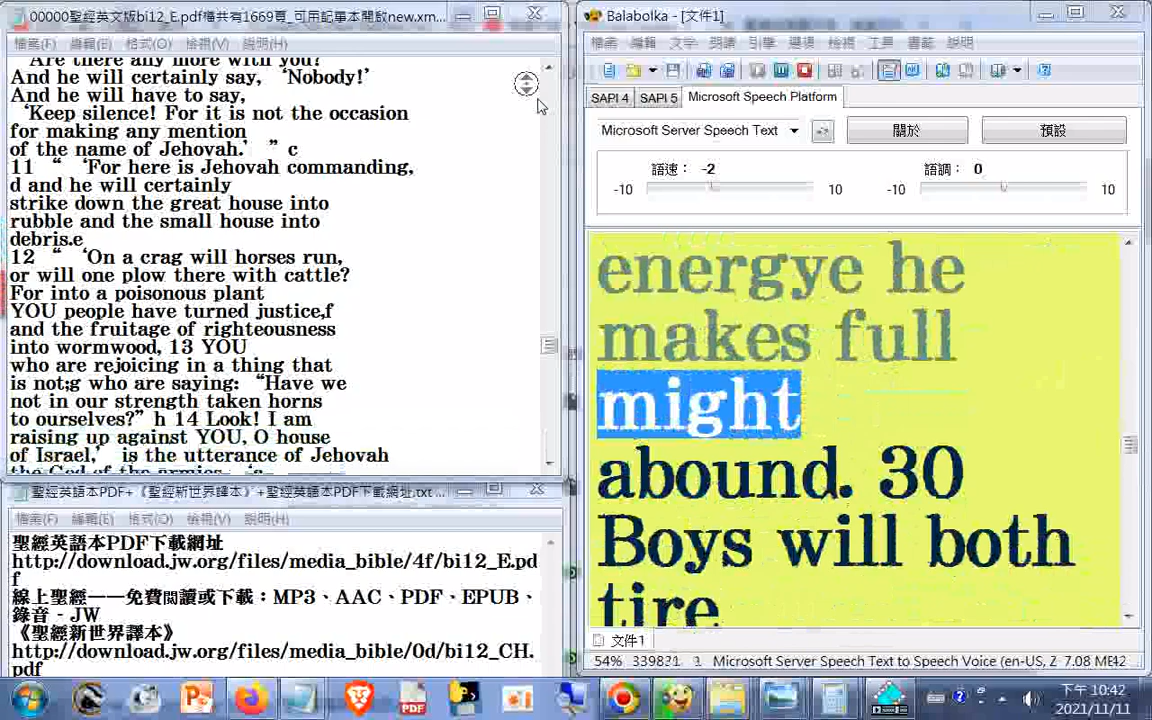 00000聖經英文版bi12_E.pdf檔共有1669頁_可用記事本開啟new.xm...
檔案(F) 編輯(E) 格式(O) 檢視(V) 說明(H)
Are there any more with you?
And he will certainly say, ‘Nobody!’
And he will have to say,
‘Keep silence! For it is not the occasion
for making any mention
of the name of Jehovah.’ ” c
11 “ ‘For here is Jehovah commanding,
d and he will certainly
strike down the great house into
rubble and the small house into
debris.e
12 “ ‘On a crag will horses run,
or will one plow there with cattle?
For into a poisonous plant
YOU people have turned justice,f
and the fruitage of righteousness
into wormwood, 13 YOU
who are rejoicing in a thing that
is not;g who are saying: “Have we
not in our strength taken horns
to ourselves?” h 14 Look! I am
raising up against YOU, O house
of Israel,’ is the utterance of Jehovah
the God of the armies, ‘a
聖經英語本PDF+《聖經新世界譯本》+聖經英語本PDF下載網址.txt ...
檔案(F) 編輯(E) 格式(O) 檢視(V) 說明(H)
聖經英語本PDF下載網址
http://download.jw.org/files/media_bible/4f/bi12_E.pd
f
線上聖經——免費閱讀或下載：MP3、AAC、PDF、EPUB、
錄音 - JW
《聖經新世界譯本》
http://download.jw.org/files/media_bible/0d/bi12_CH.
pdf
Balabolka - [文件1]
檔案 編輯 文字 朗讀 引擎 選項 檢視 工具 書籤 說明
SAPI 4 SAPI 5 Microsoft Speech Platform
Microsoft Server Speech Text 關於 預設
語速： -2 語調： 0
-10 10 -10 10
energye he
makes full
might
abound. 30
Boys will both
tire
文件1
54% 339831 Microsoft Server Speech Text to Speech Voice (en-US, Z 7.08 ME42
下午 10:42
2021/11/11